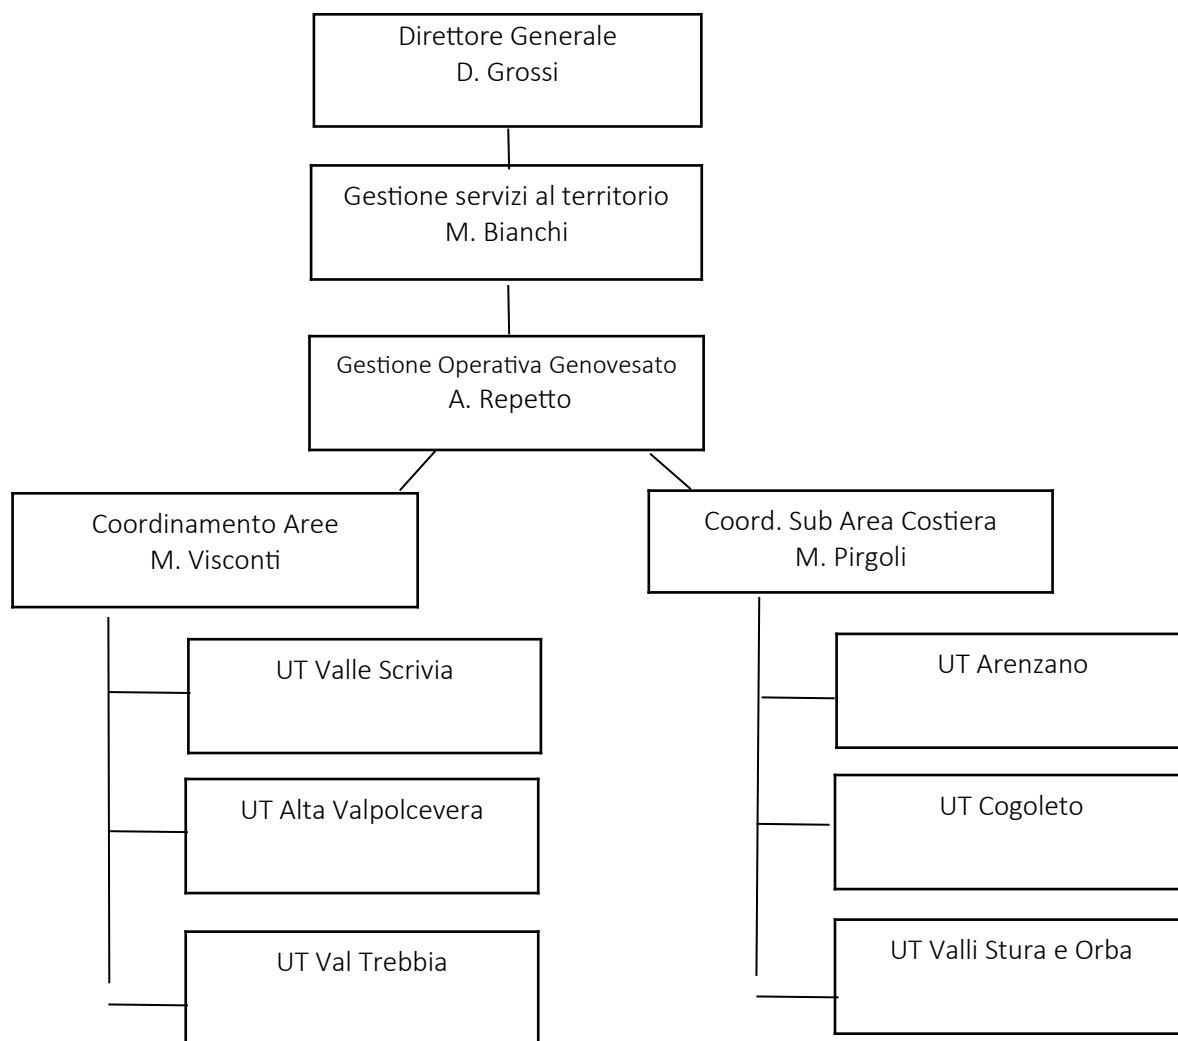 Direttore Generale
D. Grossi
Gestione servizi al territorio
M. Bianchi
Gestione Operativa Genovesato
A. Repetto
Coordinamento Aree
M. Visconti
Coord. Sub Area Costiera
M. Pirgoli
UT Valle Scrivia
UT Alta Valpolcevera
UT Val Trebbia
UT Arenzano
UT Cogoleto
UT Valli Stura e Orba